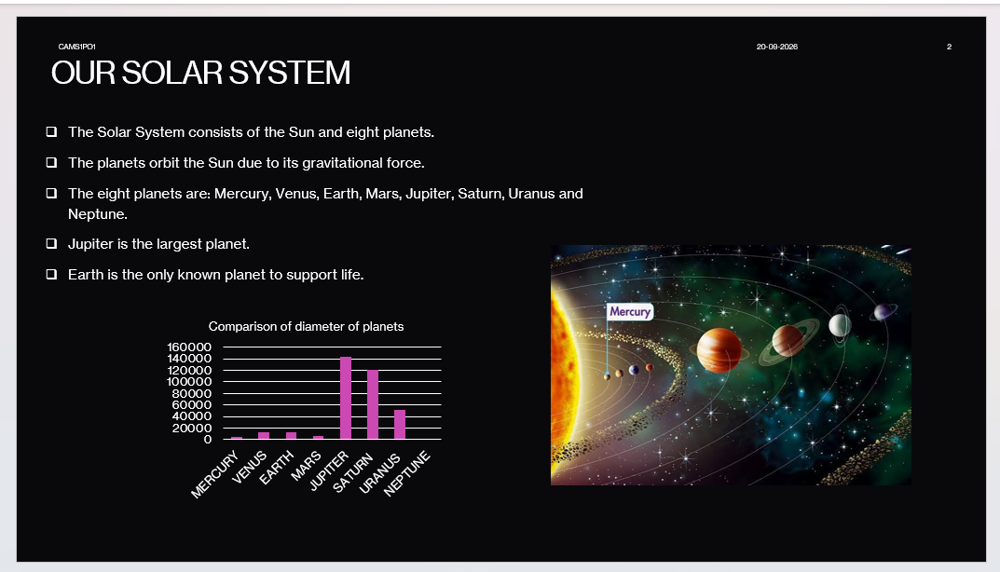 CAMS1PO1
20-09-2026
2
OUR SOLAR SYSTEM
The Solar System consists of the Sun and eight planets.
The planets orbit the Sun due to its gravitational force.
The eight planets are: Mercury, Venus, Earth, Mars, Jupiter, Saturn, Uranus and
Neptune.
Jupiter is the largest planet.
Earth is the only known planet to support life.
Comparison of diameter of planets
160000
140000
120000
100000
80000
60000
40000
20000
0
MERCURY
VENUS
EARTH
MARS
JUPITER
SATURN
URANUS
NEPTUNE
Mercury